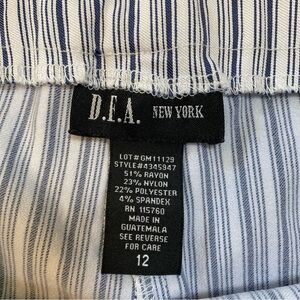 D.F.A. NEW YORK
LOT#GM11129
STYLE#4345947
51% RAYON
23% NYLON
22% POLYESTER
4% SPANDEX
RN 115760
MADE IN
GUATEMALA
SEE REVERSE
FOR CARE
12